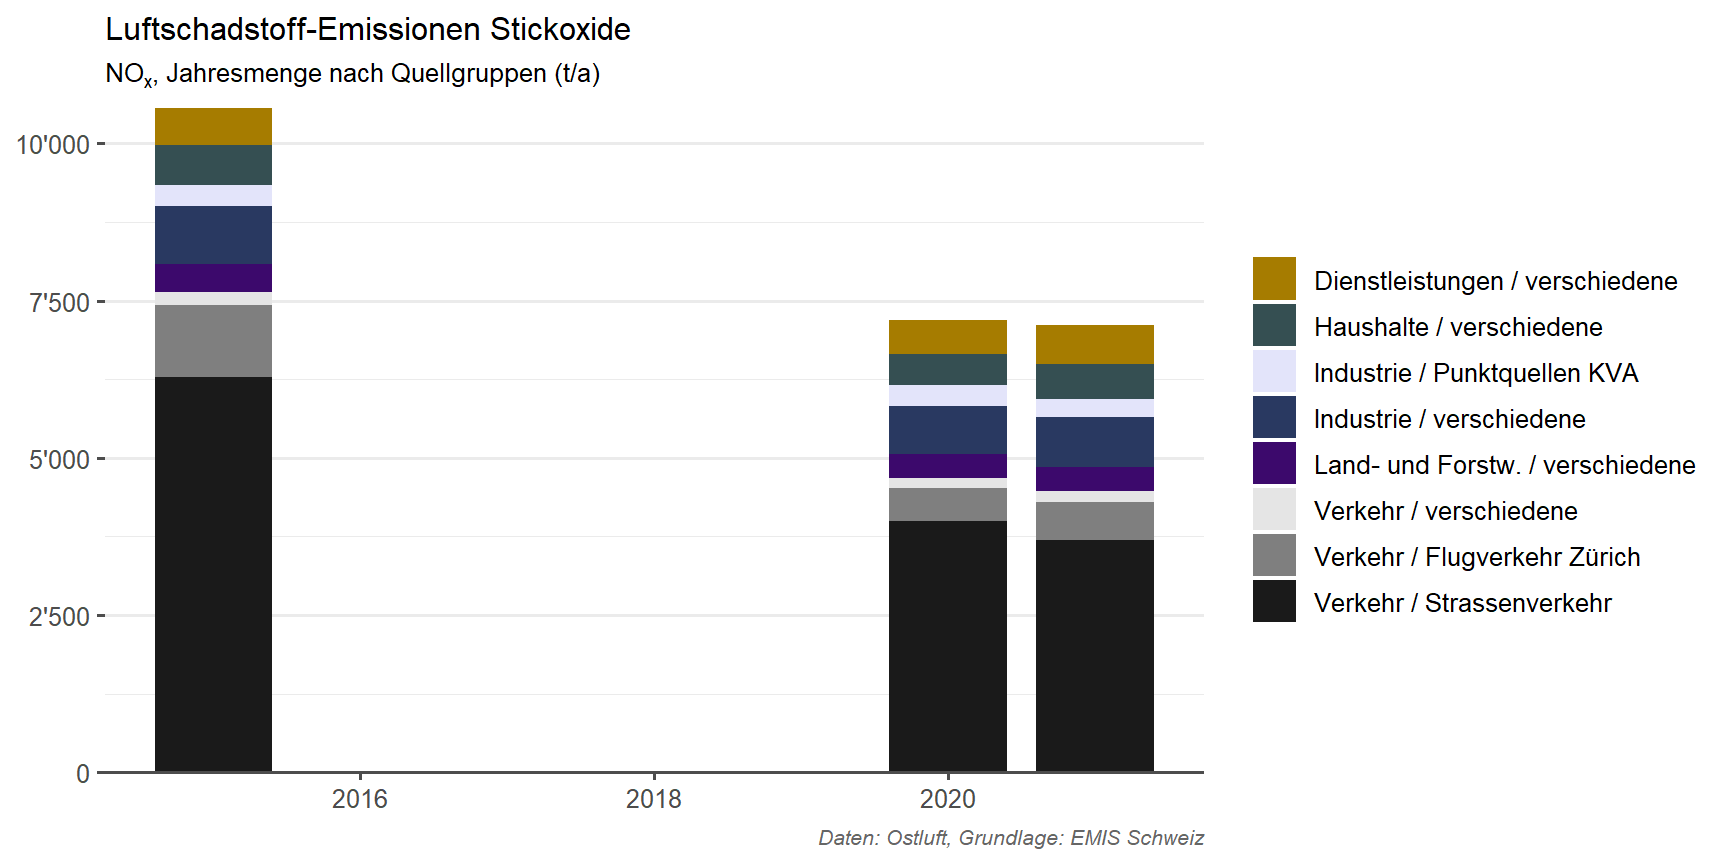 Luftschadstoff-Emissionen Stickoxide
NOx, Jahresmenge nach Quellgruppen (t/a)
10'000
7'500
5'000
2'500
0
2016 2018 2020
Dienstleistungen / verschiedene
Haushalte / verschiedene
Industrie / Punktquellen KVA
Industrie / verschiedene
Land- und Forstw. / verschiedene
Verkehr / verschiedene
Verkehr / Flugverkehr Zürich
Verkehr / Strassenverkehr
Daten: Ostluft, Grundlage: EMIS Schweiz